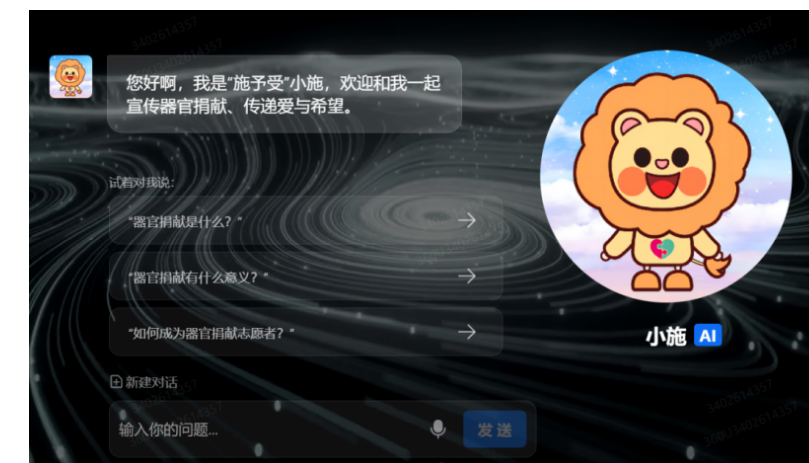 您好啊，我是“施予受”小施，欢迎和我一起
宣传器官捐献、传递爱与希望。
试着对我说：
“器官捐献是什么？”
“器官捐献有什么意义？”
“如何成为器官捐献志愿者？”
小施 AI
新建对话
输入你的问题...
发送
3402614357
3402614357
3402614357